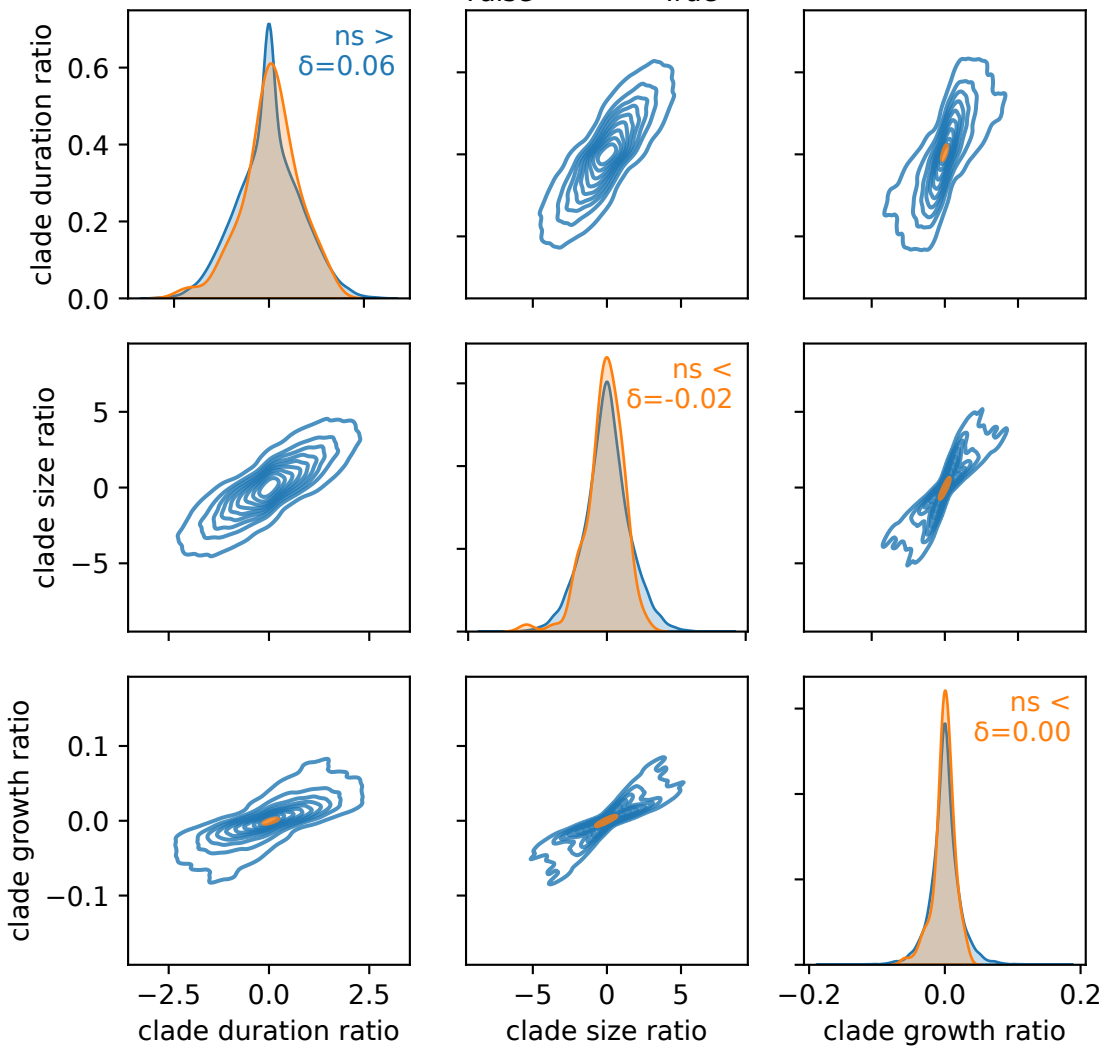 clade duration ratio
0.6
0.4
0.2
0.0
ns >
δ=0.06
clade size ratio
5
0
−5
ns <
δ=-0.02
clade growth ratio
0.1
0.0
−0.1
ns <
δ=0.00
−2.5 0.0 2.5
−5 0 5
−0.2 0.0 0.2
clade duration ratio
clade size ratio
clade growth ratio